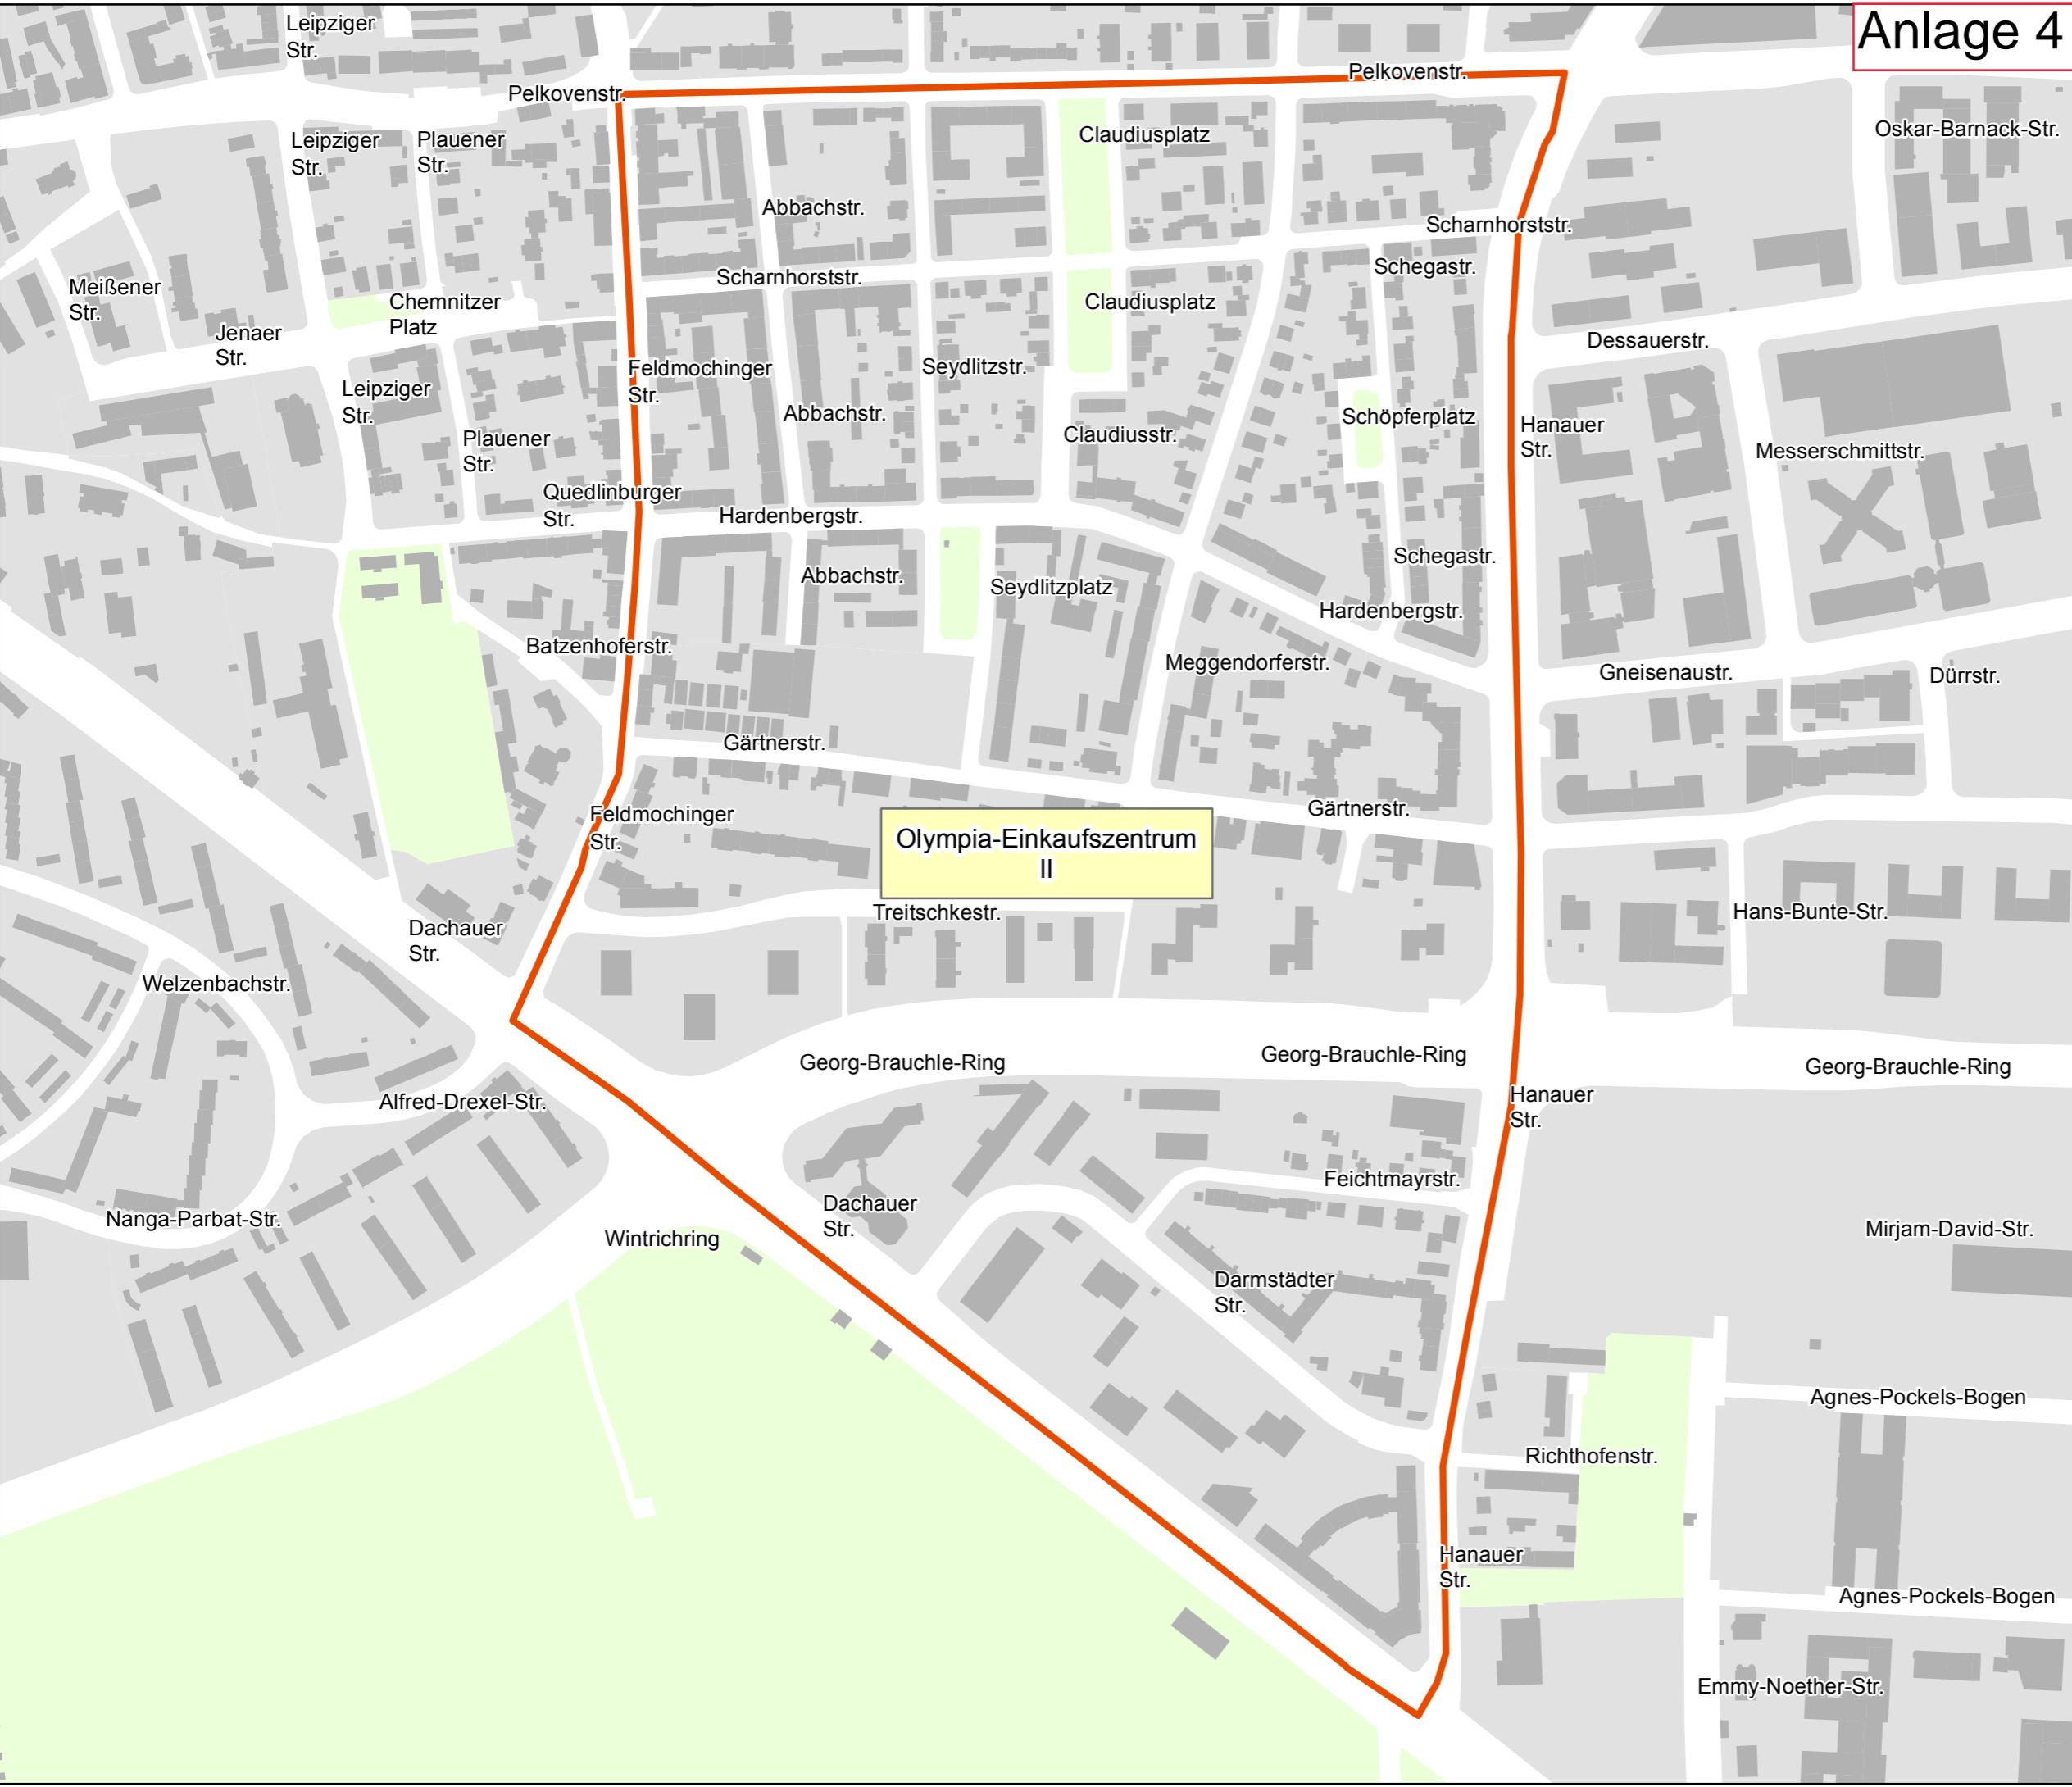 Anlage 4
Leipziger
Str.
Pelkovenstr.
Pelkovenstr.
Leipziger
Str.
Plauener
Str.
Claudiusplatz
Oskar-Barnack-Str.
Abbachstr.
Scharnhorststr.
Scharnhorststr.
Schegastr.
Meißener
Str.
Chemnitzer
Platz
Claudiusplatz
Jenaer
Str.
Dessauerstr.
Feldmochinger
Str.
Seydlitzstr.
Leipziger
Str.
Abbachstr.
Schöpferplatz
Hanauer
Str.
Plauener
Str.
Claudiusstr.
Messerschmittstr.
Quedlinburger
Str.
Hardenbergstr.
Abbachstr.
Schegastr.
Seydlitzplatz
Hardenbergstr.
Batzenhoferstr.
Meggendorferstr.
Gneisenaustr.
Dürrstr.
Gärtnerstr.
Feldmochinger
Str.
Gärtnerstr.
Olympia-Einkaufszentrum
II
Treitschkestr.
Hans-Bunte-Str.
Dachauer
Str.
Welzenbachstr.
Georg-Brauchle-Ring
Georg-Brauchle-Ring
Georg-Brauchle-Ring
Alfred-Drexel-Str.
Hanauer
Str.
Feichtmayrstr.
Dachauer
Str.
Nanga-Parbat-Str.
Wintrichring
Mirjam-David-Str.
Darmstädter
Str.
Agnes-Pockels-Bogen
Richthofenstr.
Hanauer
Str.
Agnes-Pockels-Bogen
Emmy-Noether-Str.